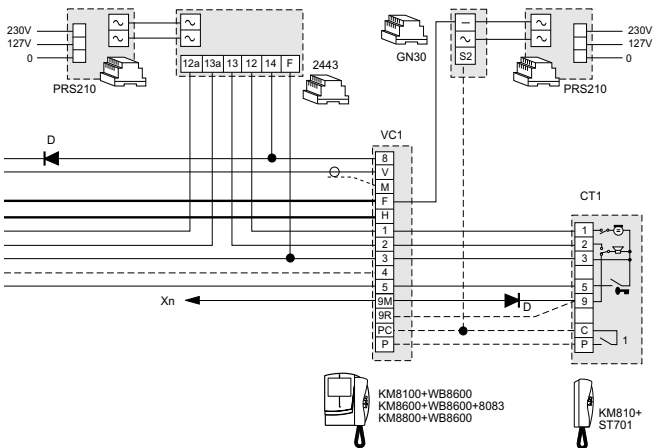 230V
127V
0
~
~
PRS210
~
~
12a 13a 13 12 14 F
2443
GN30
–
~
S2
~
~
230V
127V
0
PRS210
D
VC1
8
V
M
F
H
1
2
3
4
5
9M
9R
PC
P
Xn
D
CT1
1
2
3
5
9
C
P
1
KM8100+WB8600
KM8600+WB8600+8083
KM8800+WB8600
KM810+
ST701